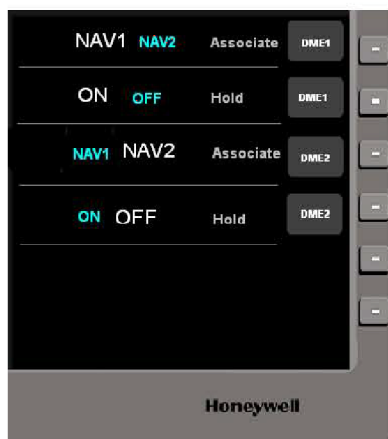 NAV1 NAV2 Associate DME1
ON OFF Hold DME1
NAV1 NAV2 Associate DME2
ON OFF Hold DME2
Honeywell